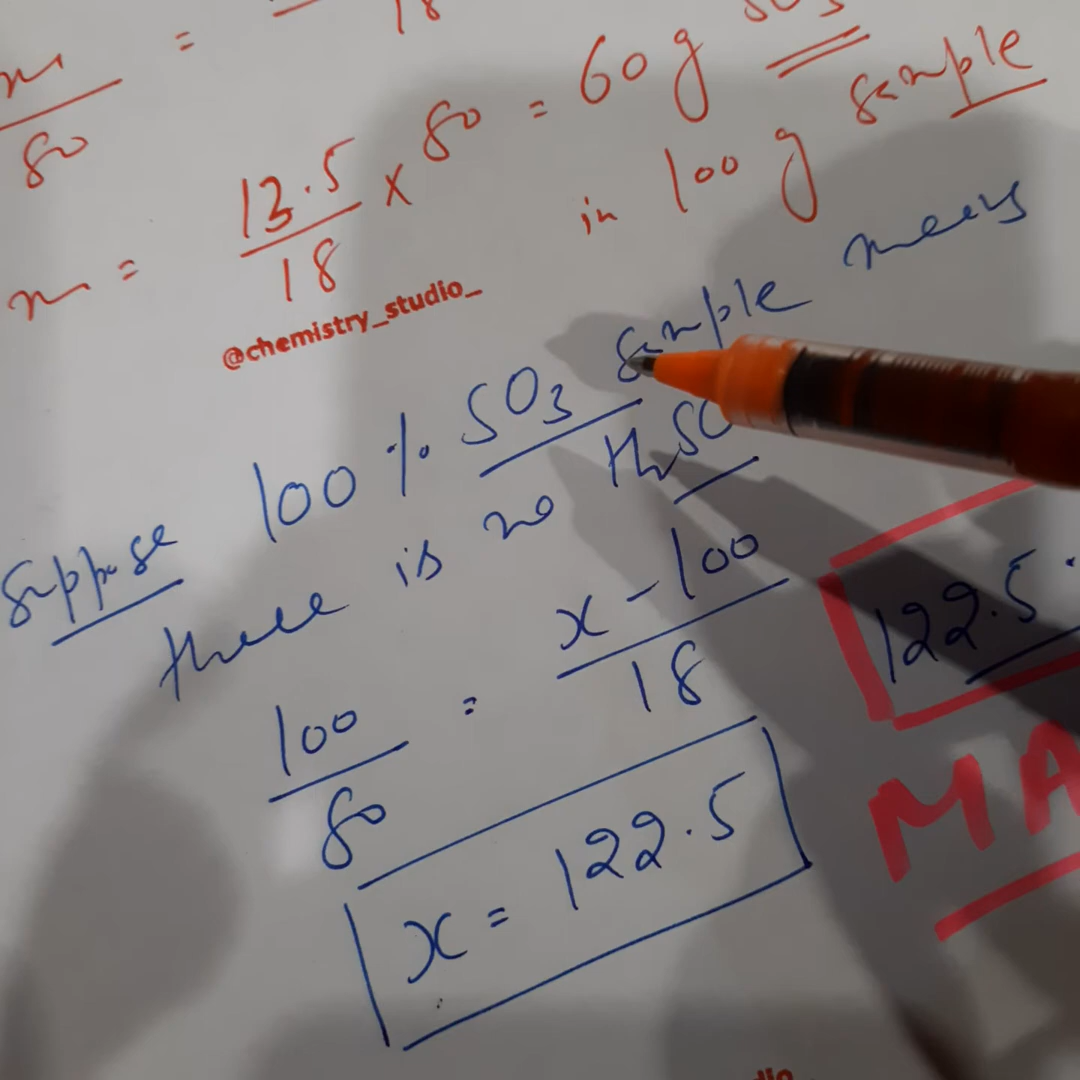 m/80 = /18
m = 13.5/18 × 80 = 60 g SO3
in 100 g sample
@chemistry_studio_
Suppose 100 % SO3 sample means
there is no
100/80 = x - 100/18
x = 122.5
122.5
MA